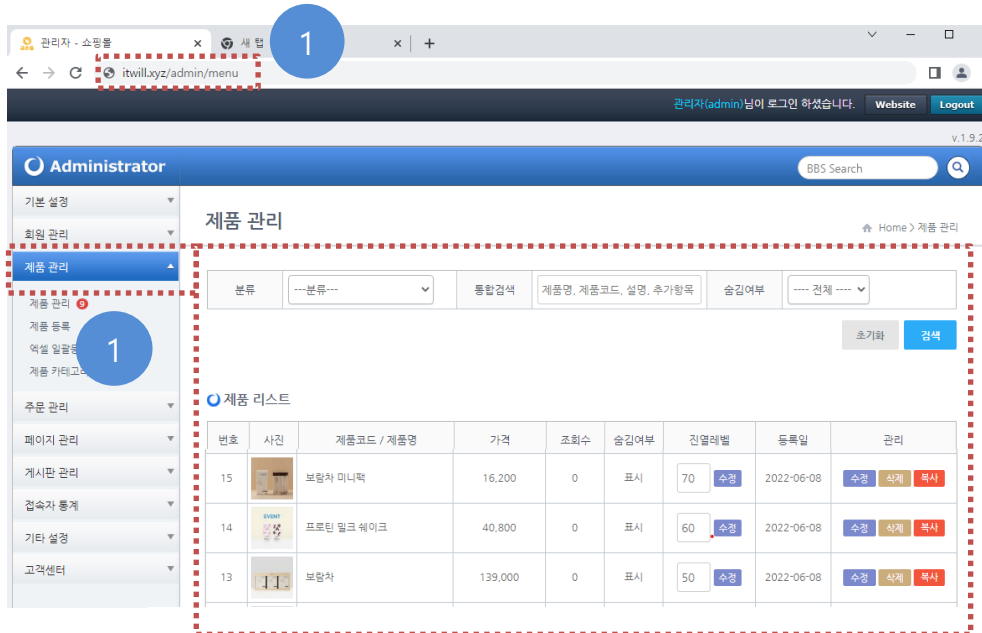 관리자 - 쇼핑몰
새 탭
1
itwill.xyz/admin/menu
관리자(admin)님이 로그인 하셨습니다. Website Logout
v.1.9.2
Administrator
BBS Search
기본 설정
회원 관리
제품 관리
제품 관리 9
제품 등록
엑셀
제품 카테고리
1
주문 관리
페이지 관리
게시판 관리
접속자 통계
기타 설정
고객센터
제품 관리
Home > 제품 관리
분류 ---분류--- 통합검색 제품명, 제품코드, 설명, 추가항목 숨김여부 ---- 전체 ----
초기화 검색
제품 리스트
번호 사진 제품코드 / 제품명 가격 조회수 숨김여부 진열레벨 등록일 관리
15 보람차 미니팩 16,200 0 표시 70 수정 2022-06-08 수정 삭제 복사
14 EVENT 프로틴 밀크 쉐이크 40,800 0 표시 60 수정 2022-06-08 수정 삭제 복사
13 보람차 139,000 0 표시 50 수정 2022-06-08 수정 삭제 복사